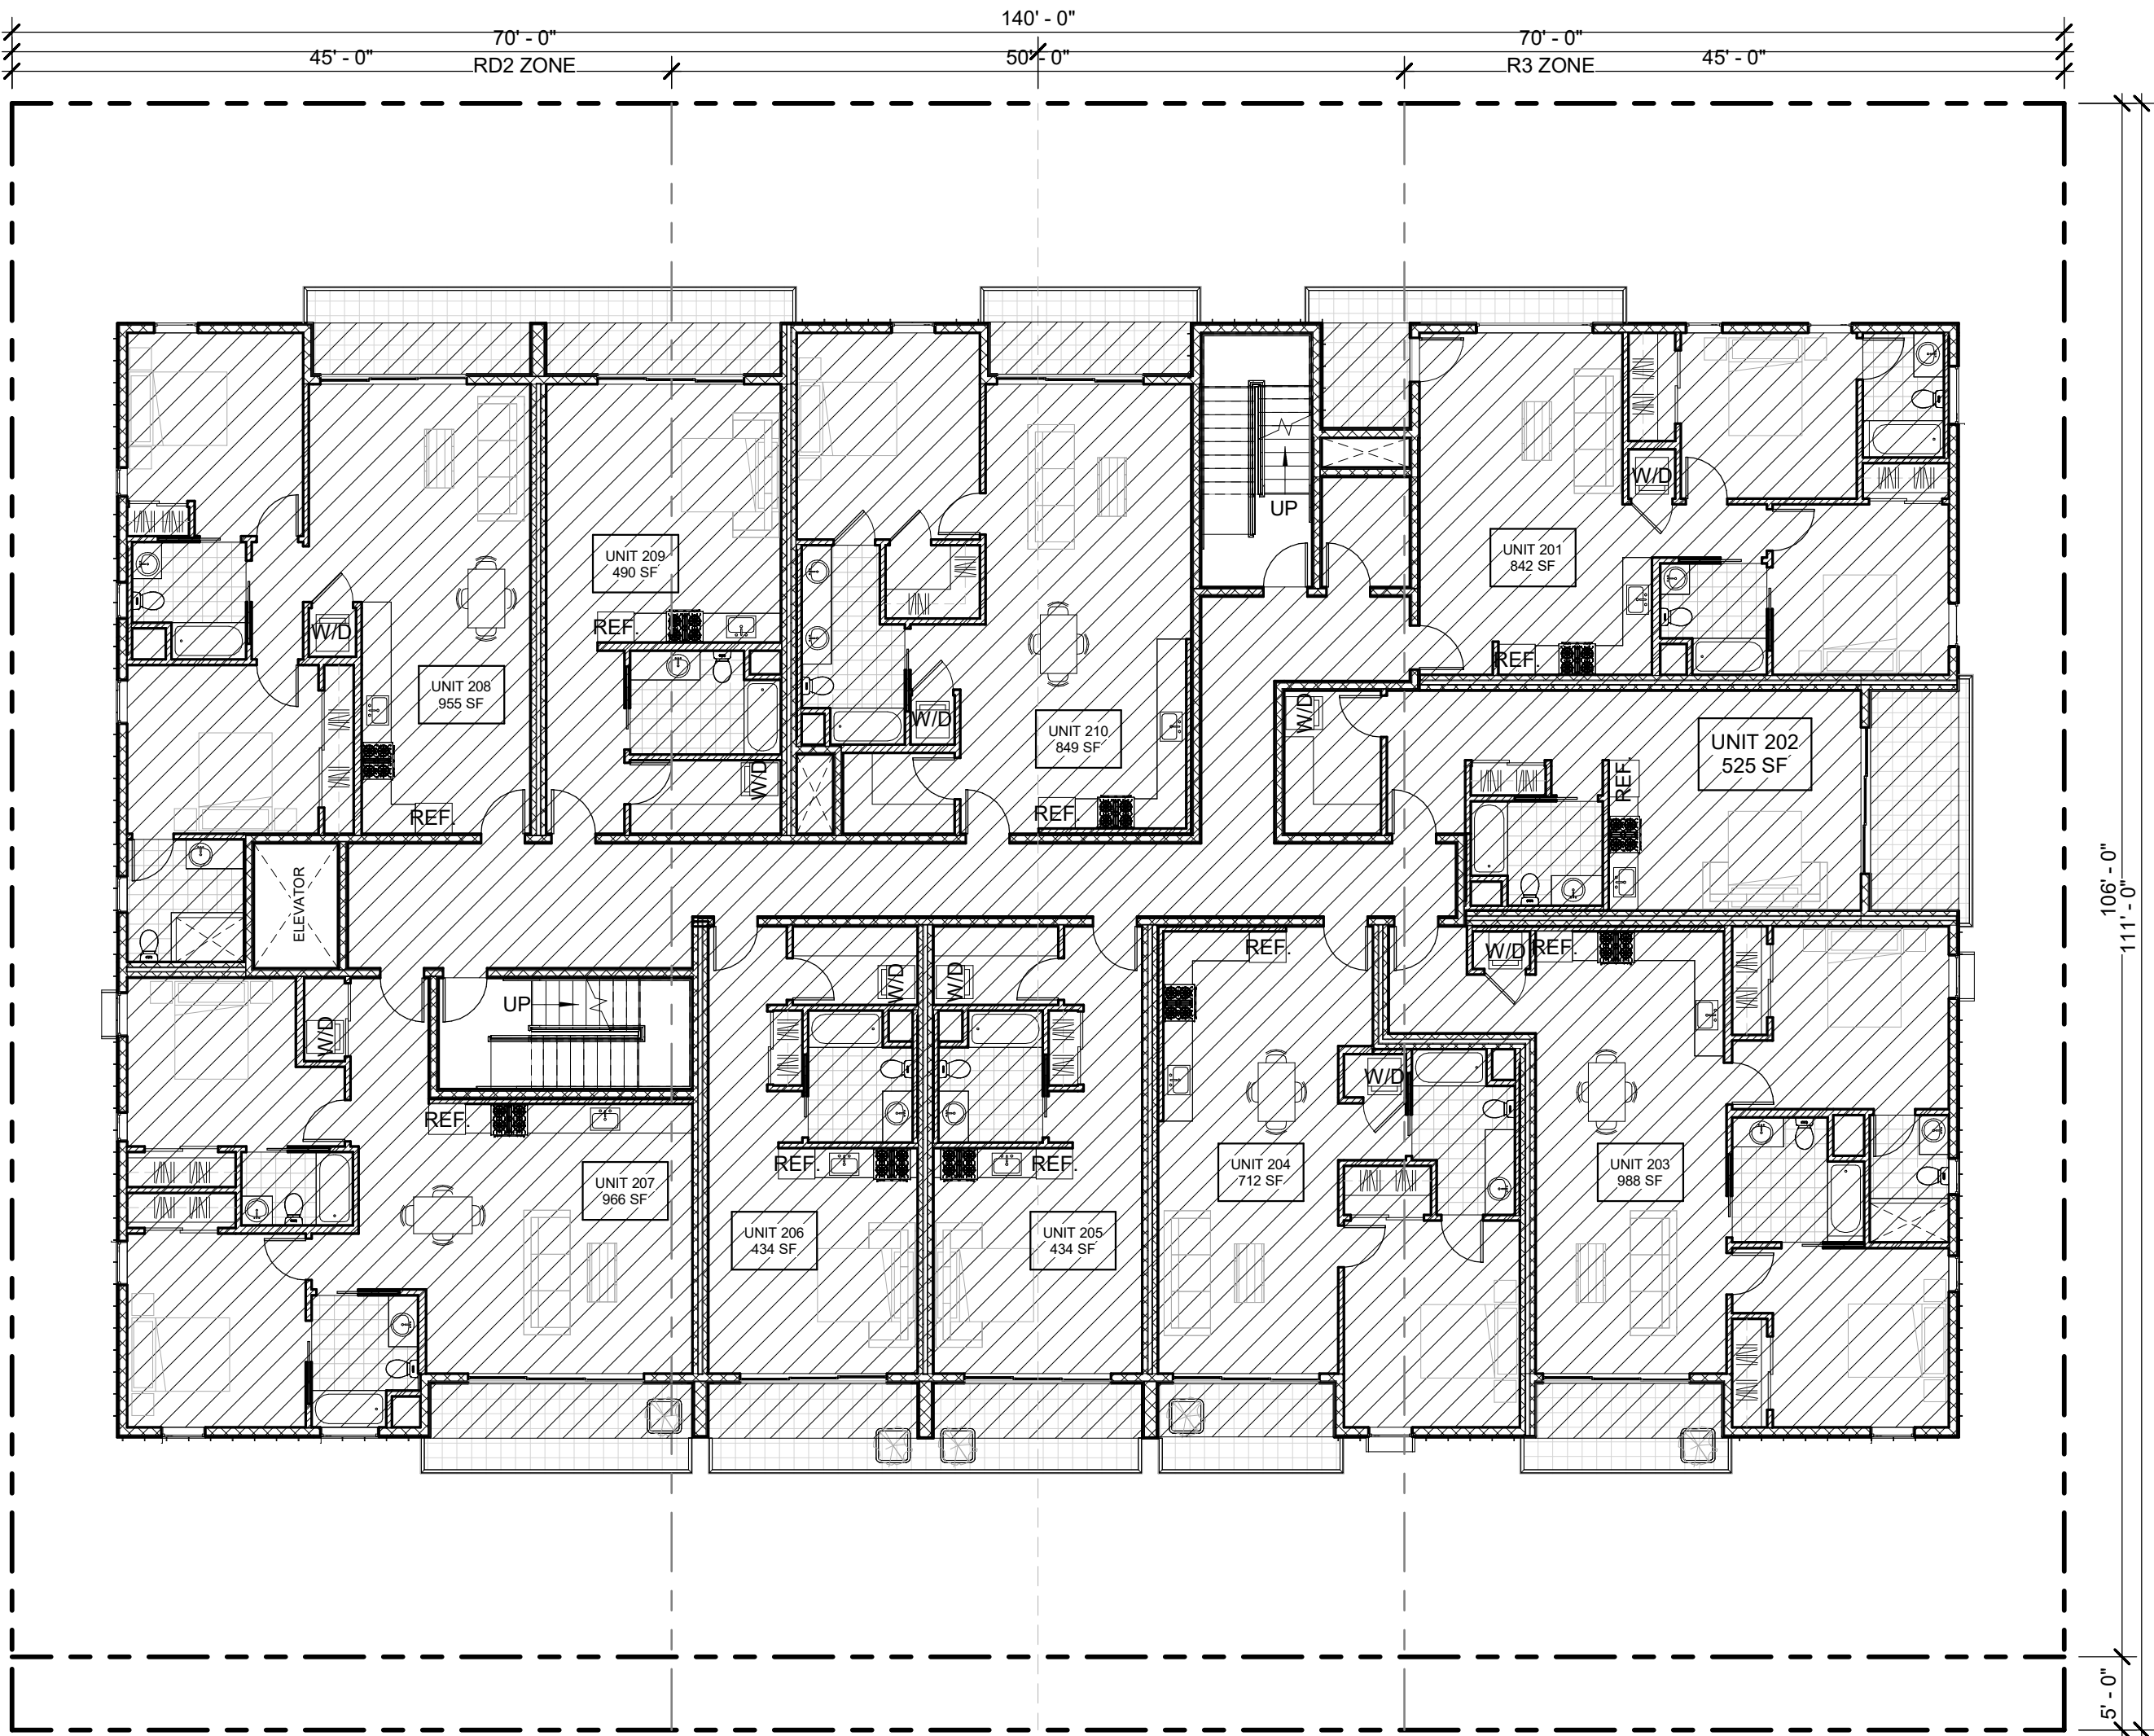 140' - 0"
70' - 0"
70' - 0"
45' - 0"
50' - 0"
45' - 0"
RD2 ZONE
R3 ZONE
W/D
UP
UNIT 209
490 SF
UNIT 201
842 SF
REF.
W/D
REF.
UNIT 208
955 SF
W/D
W/D
UNIT 210
849 SF
UNIT 202
525 SF
W/D
REF.
REF.
REF.
ELEVATOR
106' - 0"
111' - 0"
REF.
W/D
REF.
W/D
W/D
UP
W/D
W/D
REF.
REF.
REF.
UNIT 204
712 SF
UNIT 203
988 SF
UNIT 207
966 SF
UNIT 206
434 SF
UNIT 205
434 SF
5' - 0"